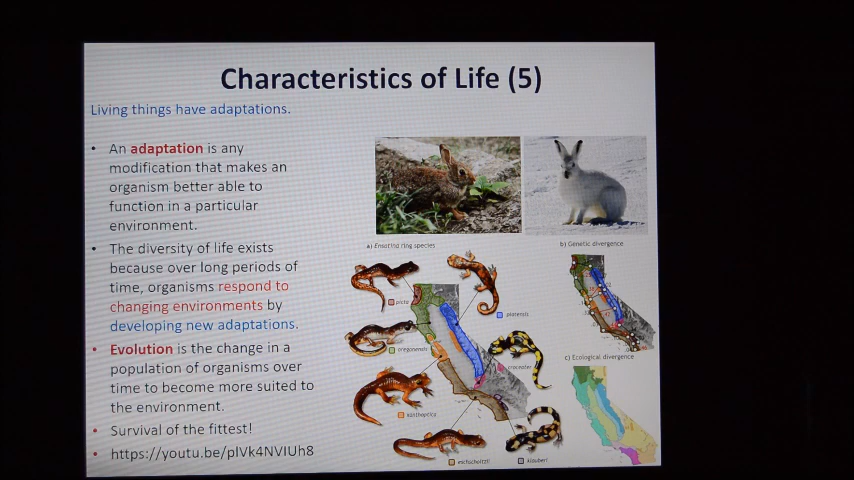 Characteristics of Life (5)
Living things have adaptations.
• An adaptation is any
modification that makes an
organism better able to
function in a particular
environment.
• The diversity of life exists
because over long periods of
time, organisms respond to
changing environments by
developing new adaptations.
• Evolution is the change in a
population of organisms over
time to become more suited to
the environment.
• Survival of the fittest!
• https://youtu.be/pIVk4NVIUh8
a) Ensatina ring species
b) Genetic divergence
picta
platensis
oregonensis
croceater
c) Ecological divergence
xanthoptica
eschscholtzii
klauberi